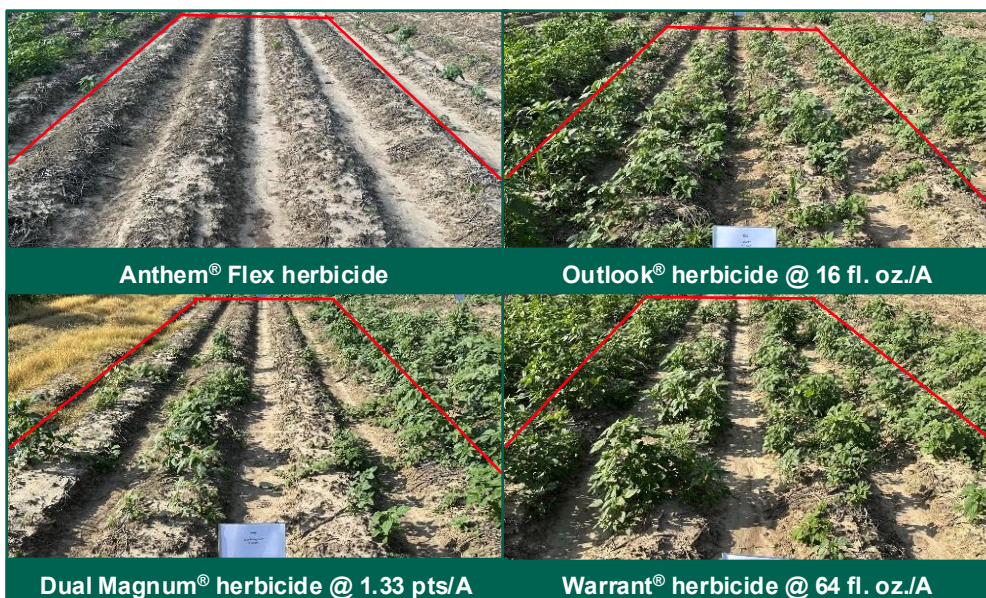 Anthem® Flex herbicide
Outlook® herbicide @ 16 fl. oz./A
Dual Magnum® herbicide @ 1.33 pts/A
Warrant® herbicide @ 64 fl. oz./A